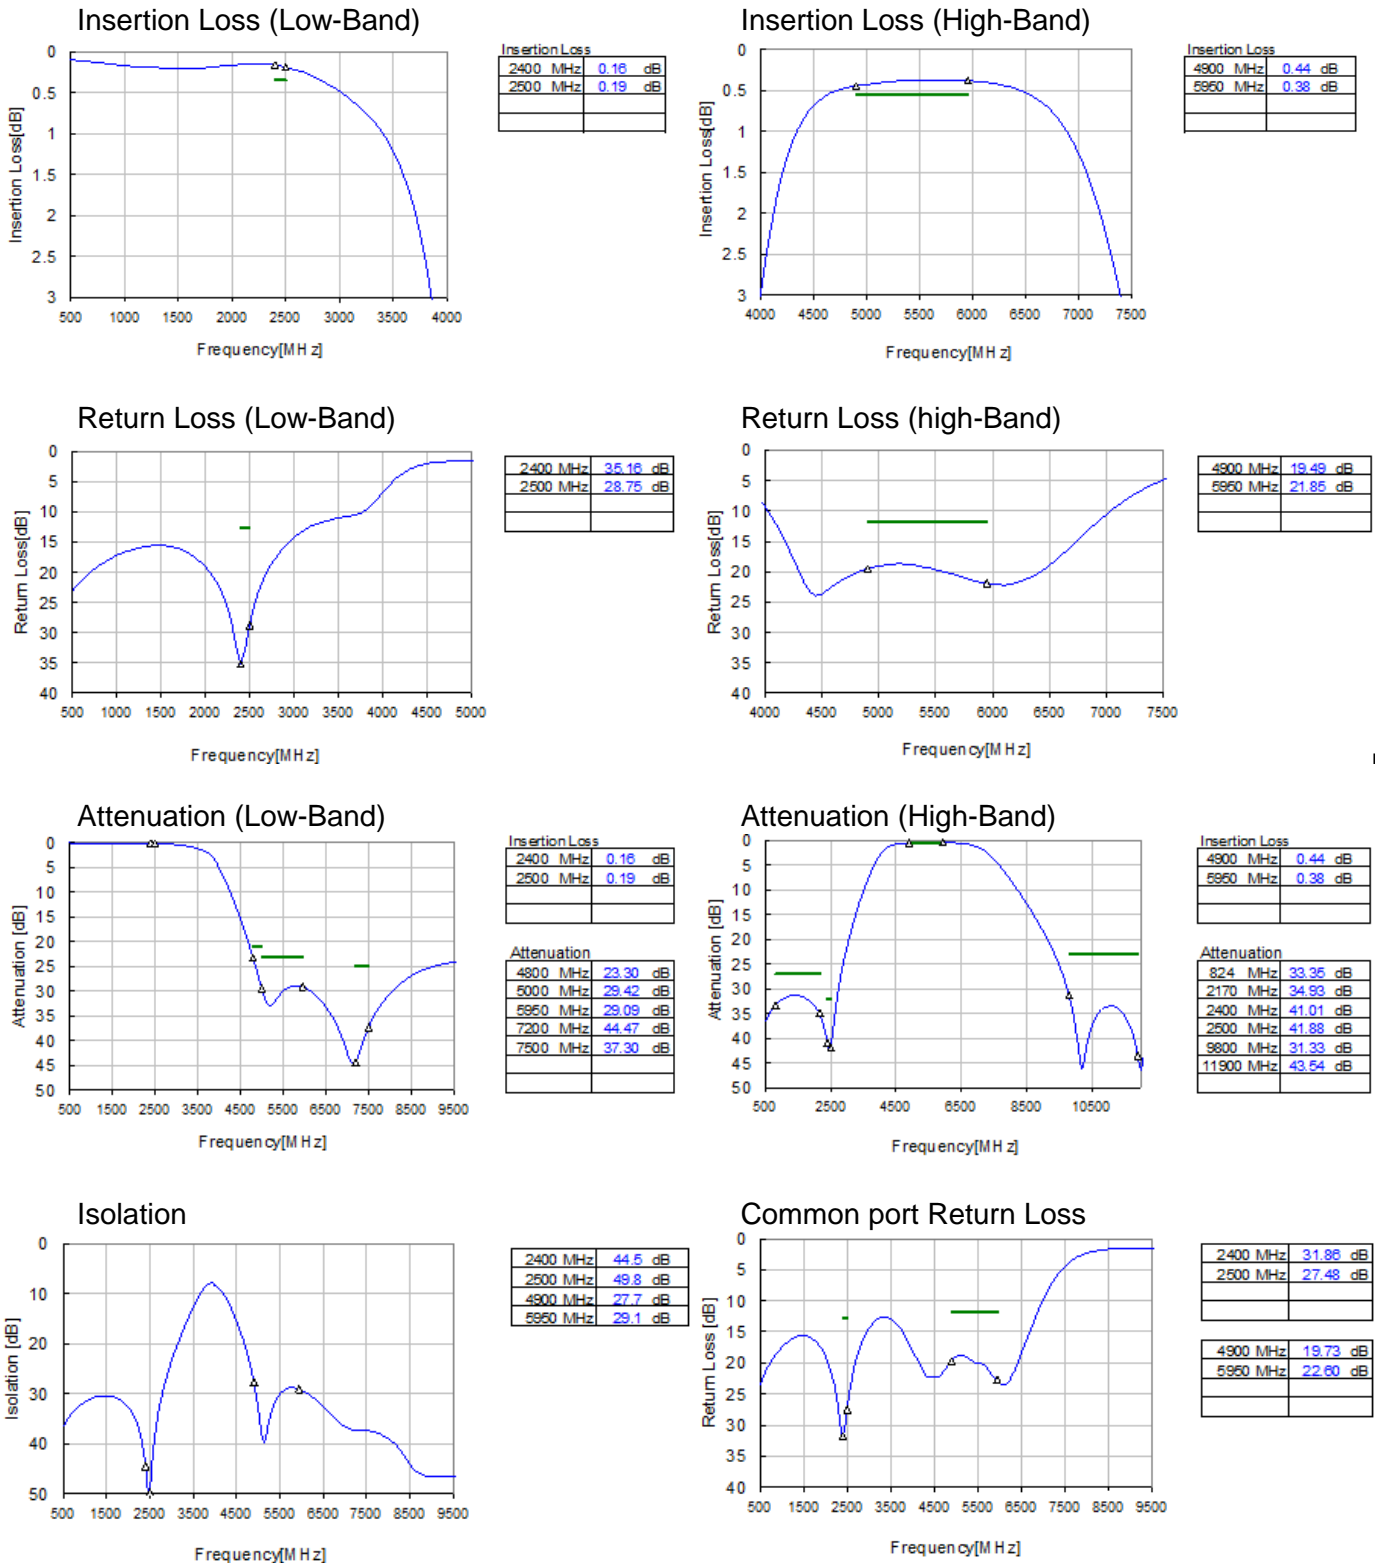 Insertion Loss (Low-Band)
Insertion Loss[dB]
0
0.5
1
1.5
2
2.5
3
500 1000 1500 2000 2500 3000 3500 4000
Frequency[MHz]
Insertion Loss
2400 MHz 0.16 dB
2500 MHz 0.19 dB
Insertion Loss (High-Band)
Insertion Loss[dB]
0
0.5
1
1.5
2
2.5
3
4000 4500 5000 5500 6000 6500 7000 7500
Frequency[MHz]
Insertion Loss
4900 MHz 0.44 dB
5950 MHz 0.38 dB
Return Loss (Low-Band)
Return Loss[dB]
0
5
10
15
20
25
30
35
40
500 1000 1500 2000 2500 3000 3500 4000 4500 5000
Frequency[MHz]
2400 MHz 35.16 dB
2500 MHz 28.75 dB
Return Loss (high-Band)
Return Loss[dB]
0
5
10
15
20
25
30
35
40
4000 4500 5000 5500 6000 6500 7000 7500
Frequency[MHz]
4900 MHz 19.49 dB
5950 MHz 21.85 dB
Attenuation (Low-Band)
Attenuation [dB]
0
5
10
15
20
25
30
35
40
45
50
500 2500 4500 5500 7500 8500 9500
Frequency[MHz]
Insertion Loss
2400 MHz 0.16 dB
2500 MHz 0.19 dB
Attenuation
4800 MHz 23.30 dB
5000 MHz 29.42 dB
5950 MHz 29.09 dB
7200 MHz 44.47 dB
7500 MHz 37.30 dB
Attenuation (High-Band)
Attenuation [dB]
0
5
10
15
20
25
30
35
40
45
50
500 2500 4500 6500 8500 10500
Frequency[MHz]
Insertion Loss
4900 MHz 0.44 dB
5950 MHz 0.38 dB
Attenuation
824 MHz 33.35 dB
2170 MHz 34.93 dB
2400 MHz 41.01 dB
2500 MHz 41.88 dB
9800 MHz 31.33 dB
11900 MHz 43.54 dB
Isolation
Isolation [dB]
0
10
20
30
40
50
500 1500 2500 3500 4500 5500 6500 7500 8500 9500
Frequency[MHz]
2400 MHz 44.5 dB
2500 MHz 49.8 dB
4900 MHz 27.7 dB
5950 MHz 29.1 dB
Common port Return Loss
Return Loss [dB]
0
5
10
15
20
25
30
35
40
500 1500 2500 3500 4500 5500 6500 7500 8500 9500
Frequency[MHz]
2400 MHz 31.86 dB
2500 MHz 27.48 dB
4900 MHz 19.73 dB
5950 MHz 22.60 dB